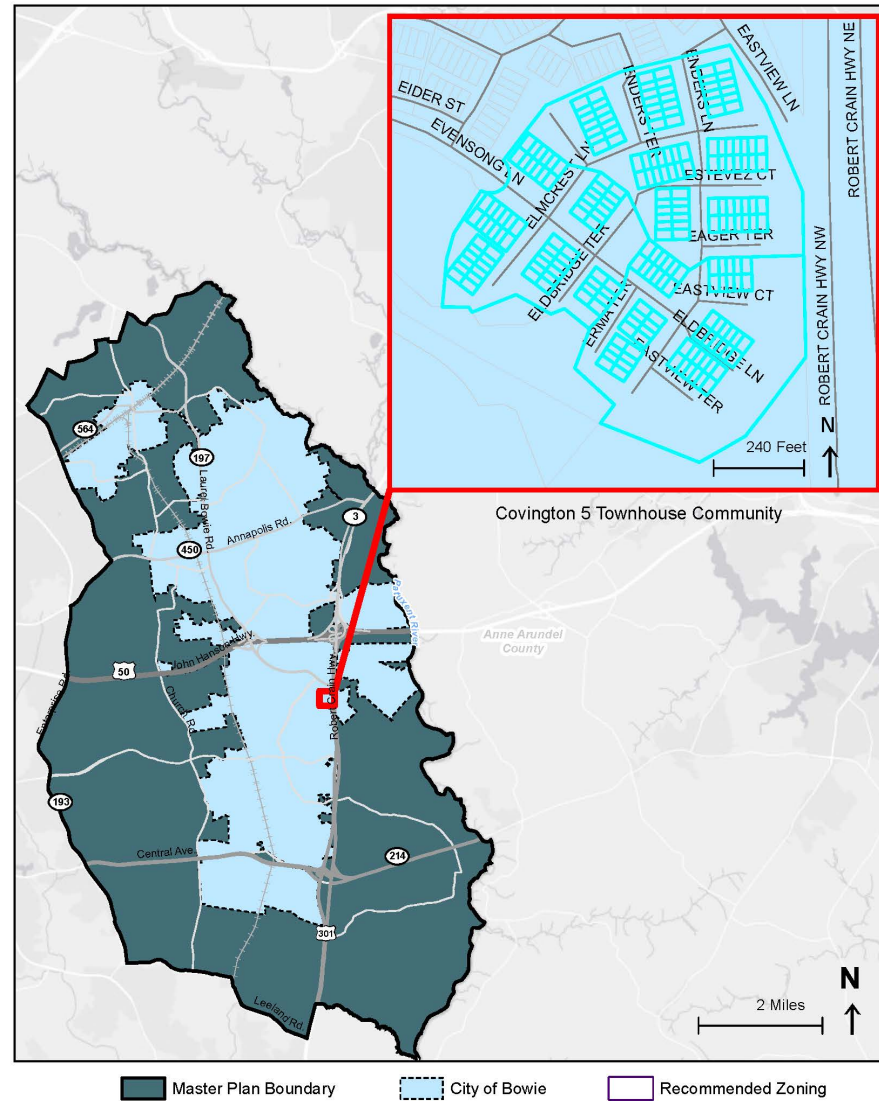 EASTVIEW LN
ROBERT CRAIN HWY NE
ENDERS TER
ENDERS LN
EIDER ST
EVENSONG LN
ELMCREST LN
ESTEVEZ CT
EAGER TER
ELDBRIDGE TER
EASTVIEW CT
ERMA TER
ELDBRIDGE LN
EASTVIEW TER
ROBERT CRAIN HWY NW
N
240 Feet
Covington 5 Townhouse Community
564
197
Laurel Bowie Rd.
3
Annapolis Rd.
450
Patuxent River
Anne Arundel
County
John Hanson Hwy
50
Robert Crain Hwy
Enterprise Rd.
Church Rd.
193
Central Ave.
214
301
Leeland Rd.
N
2 Miles
Master Plan Boundary
City of Bowie
Recommended Zoning